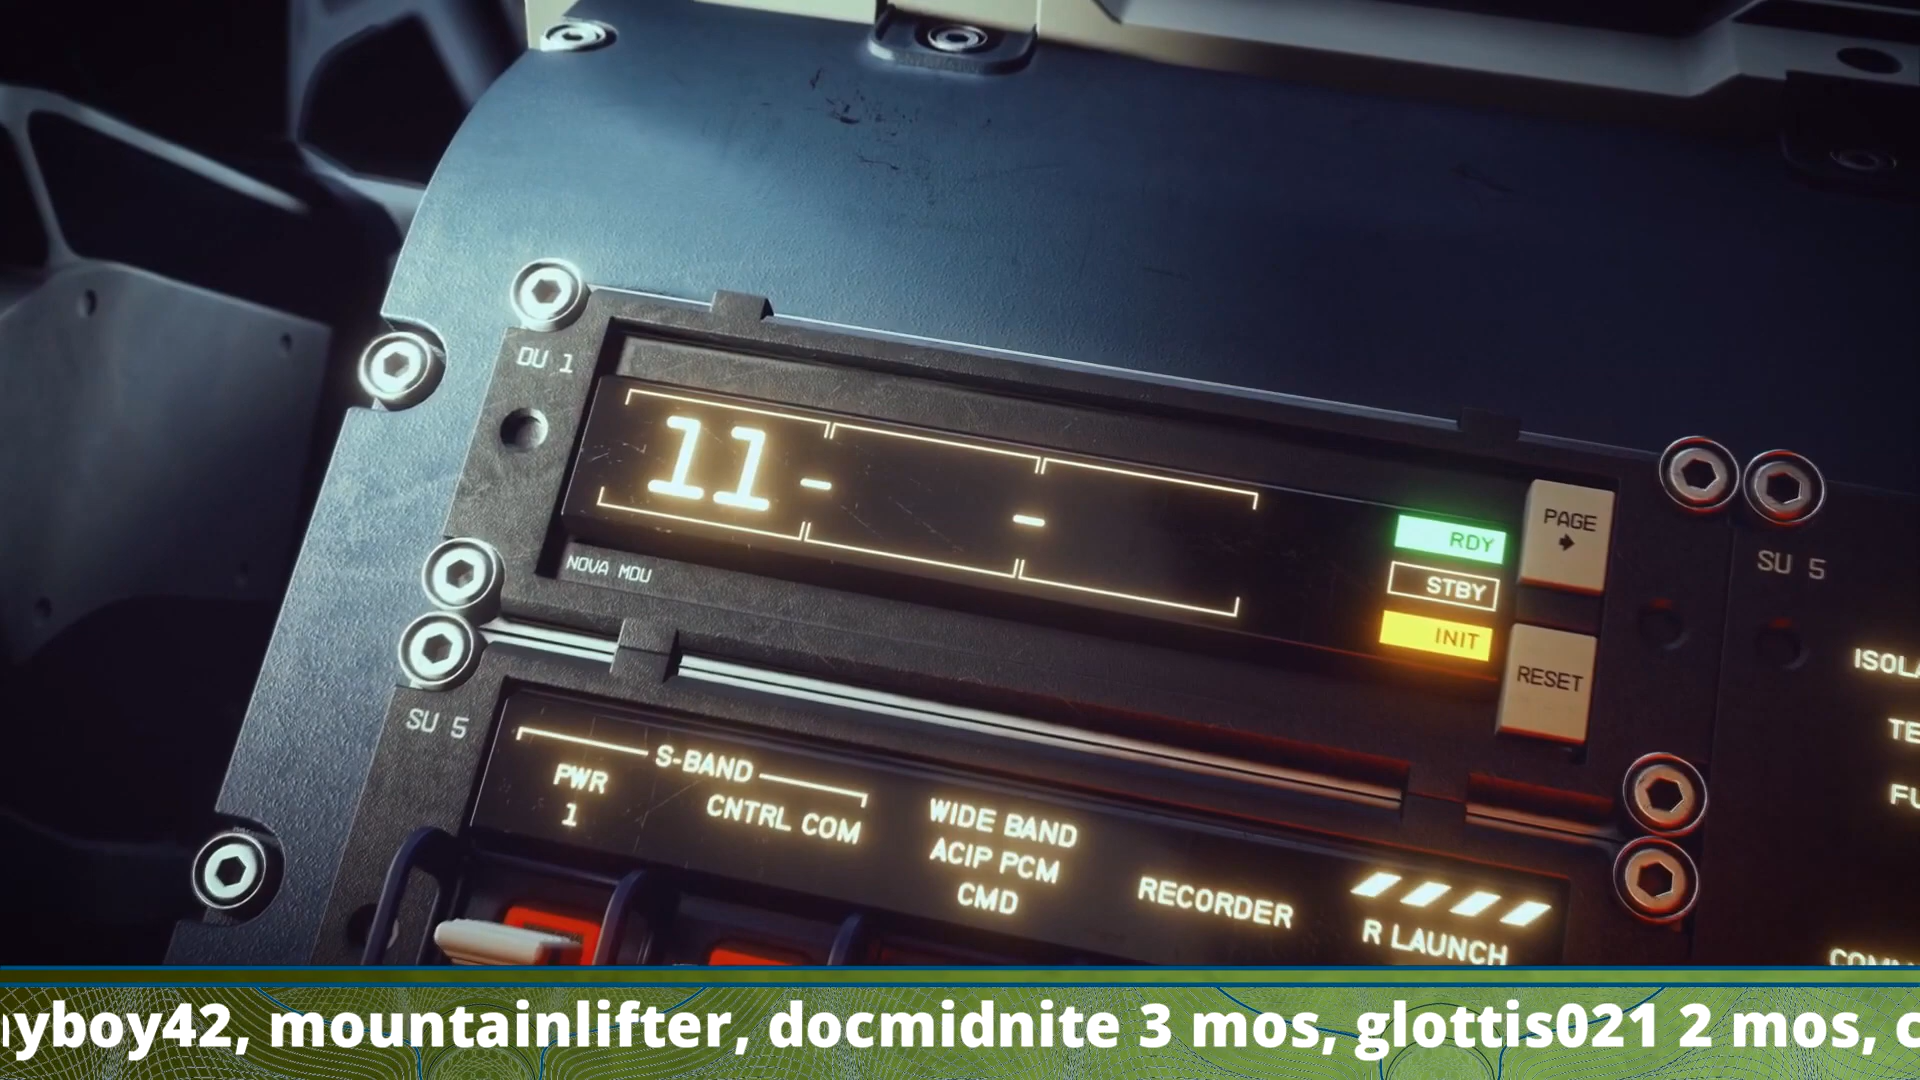 DU 1
11-
-
RDY
STBY
INIT
PAGE
RESET
NOVA MDU
SU 5
SU 5
S-BAND
PWR
1
CNTRL COM
WIDE BAND
ACIP PCM
CMD
RECORDER
R LAUNCH
yboy42, mountainlifter, docmidnite 3 mos, glottis021 2 mos,